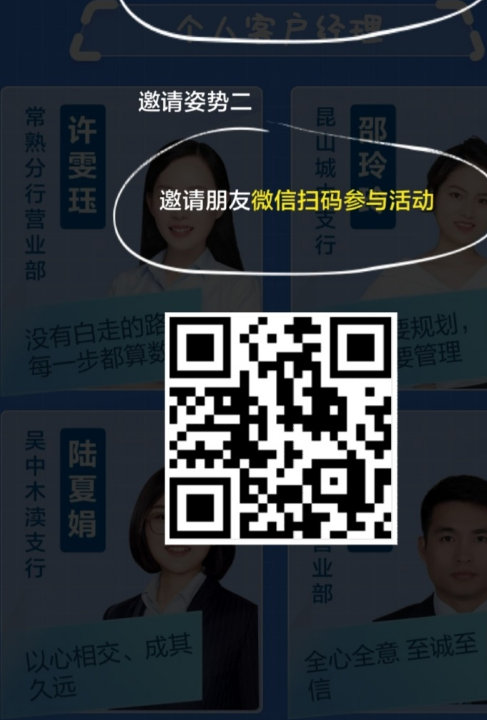 个人客户经理
邀请姿势二
邀请朋友微信扫码参与活动
常熟分行营业部
许雯珏
没有白走的路
每一步都算数
昆山城
支行
邵玲
要规划，
要管理
吴中木渎支行
陆夏娟
以心相交、成其
久远
营业部
全心全意 至诚至
信